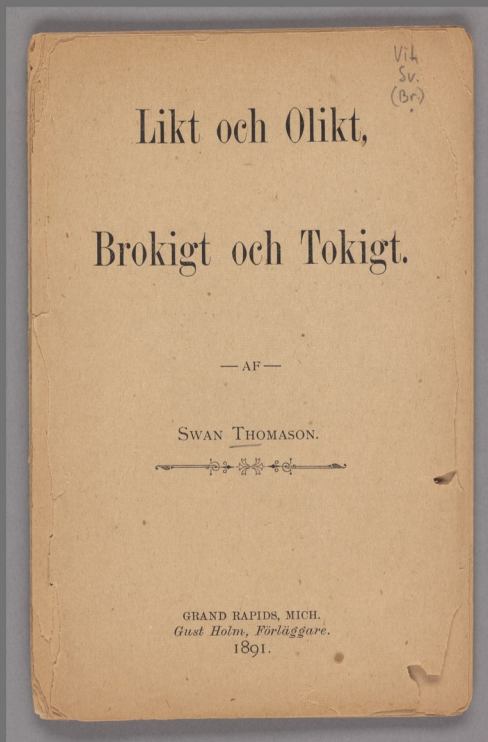 Vit.
Sv.
(Br.)
Likt och Olikt,
Brokigt och Tokigt.
— AF —
SWAN THOMASON.
GRAND RAPIDS, MICH.
Gust Holm, Förläggare.
1891.